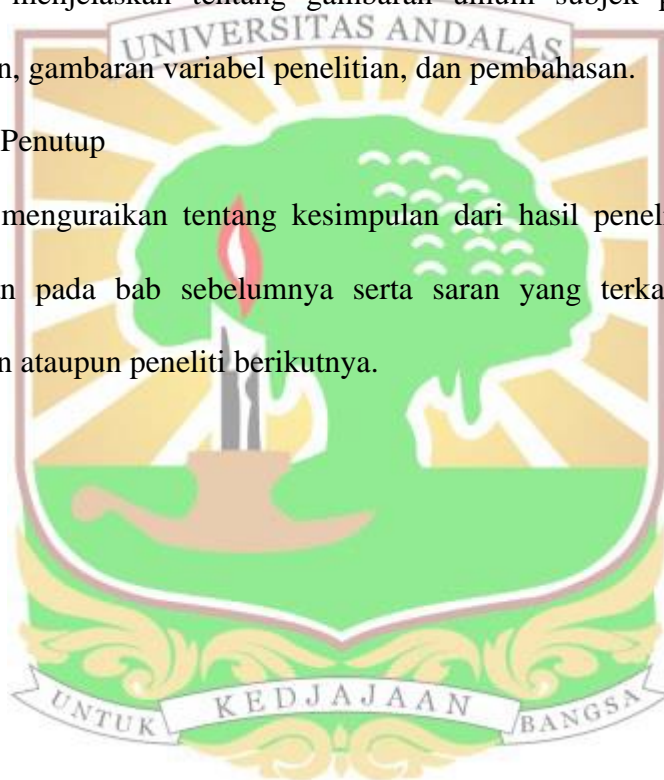 menjelaskan tentang gambaran umum subjek p
UNIVERSITAS ANDALAS
n, gambaran variabel penelitian, dan pembahasan.
Penutup
menguraikan tentang kesimpulan dari hasil penel
n pada bab sebelumnya serta saran yang terka
n ataupun peneliti berikutnya.
UNTUK KEDJAJAAN BANGSA